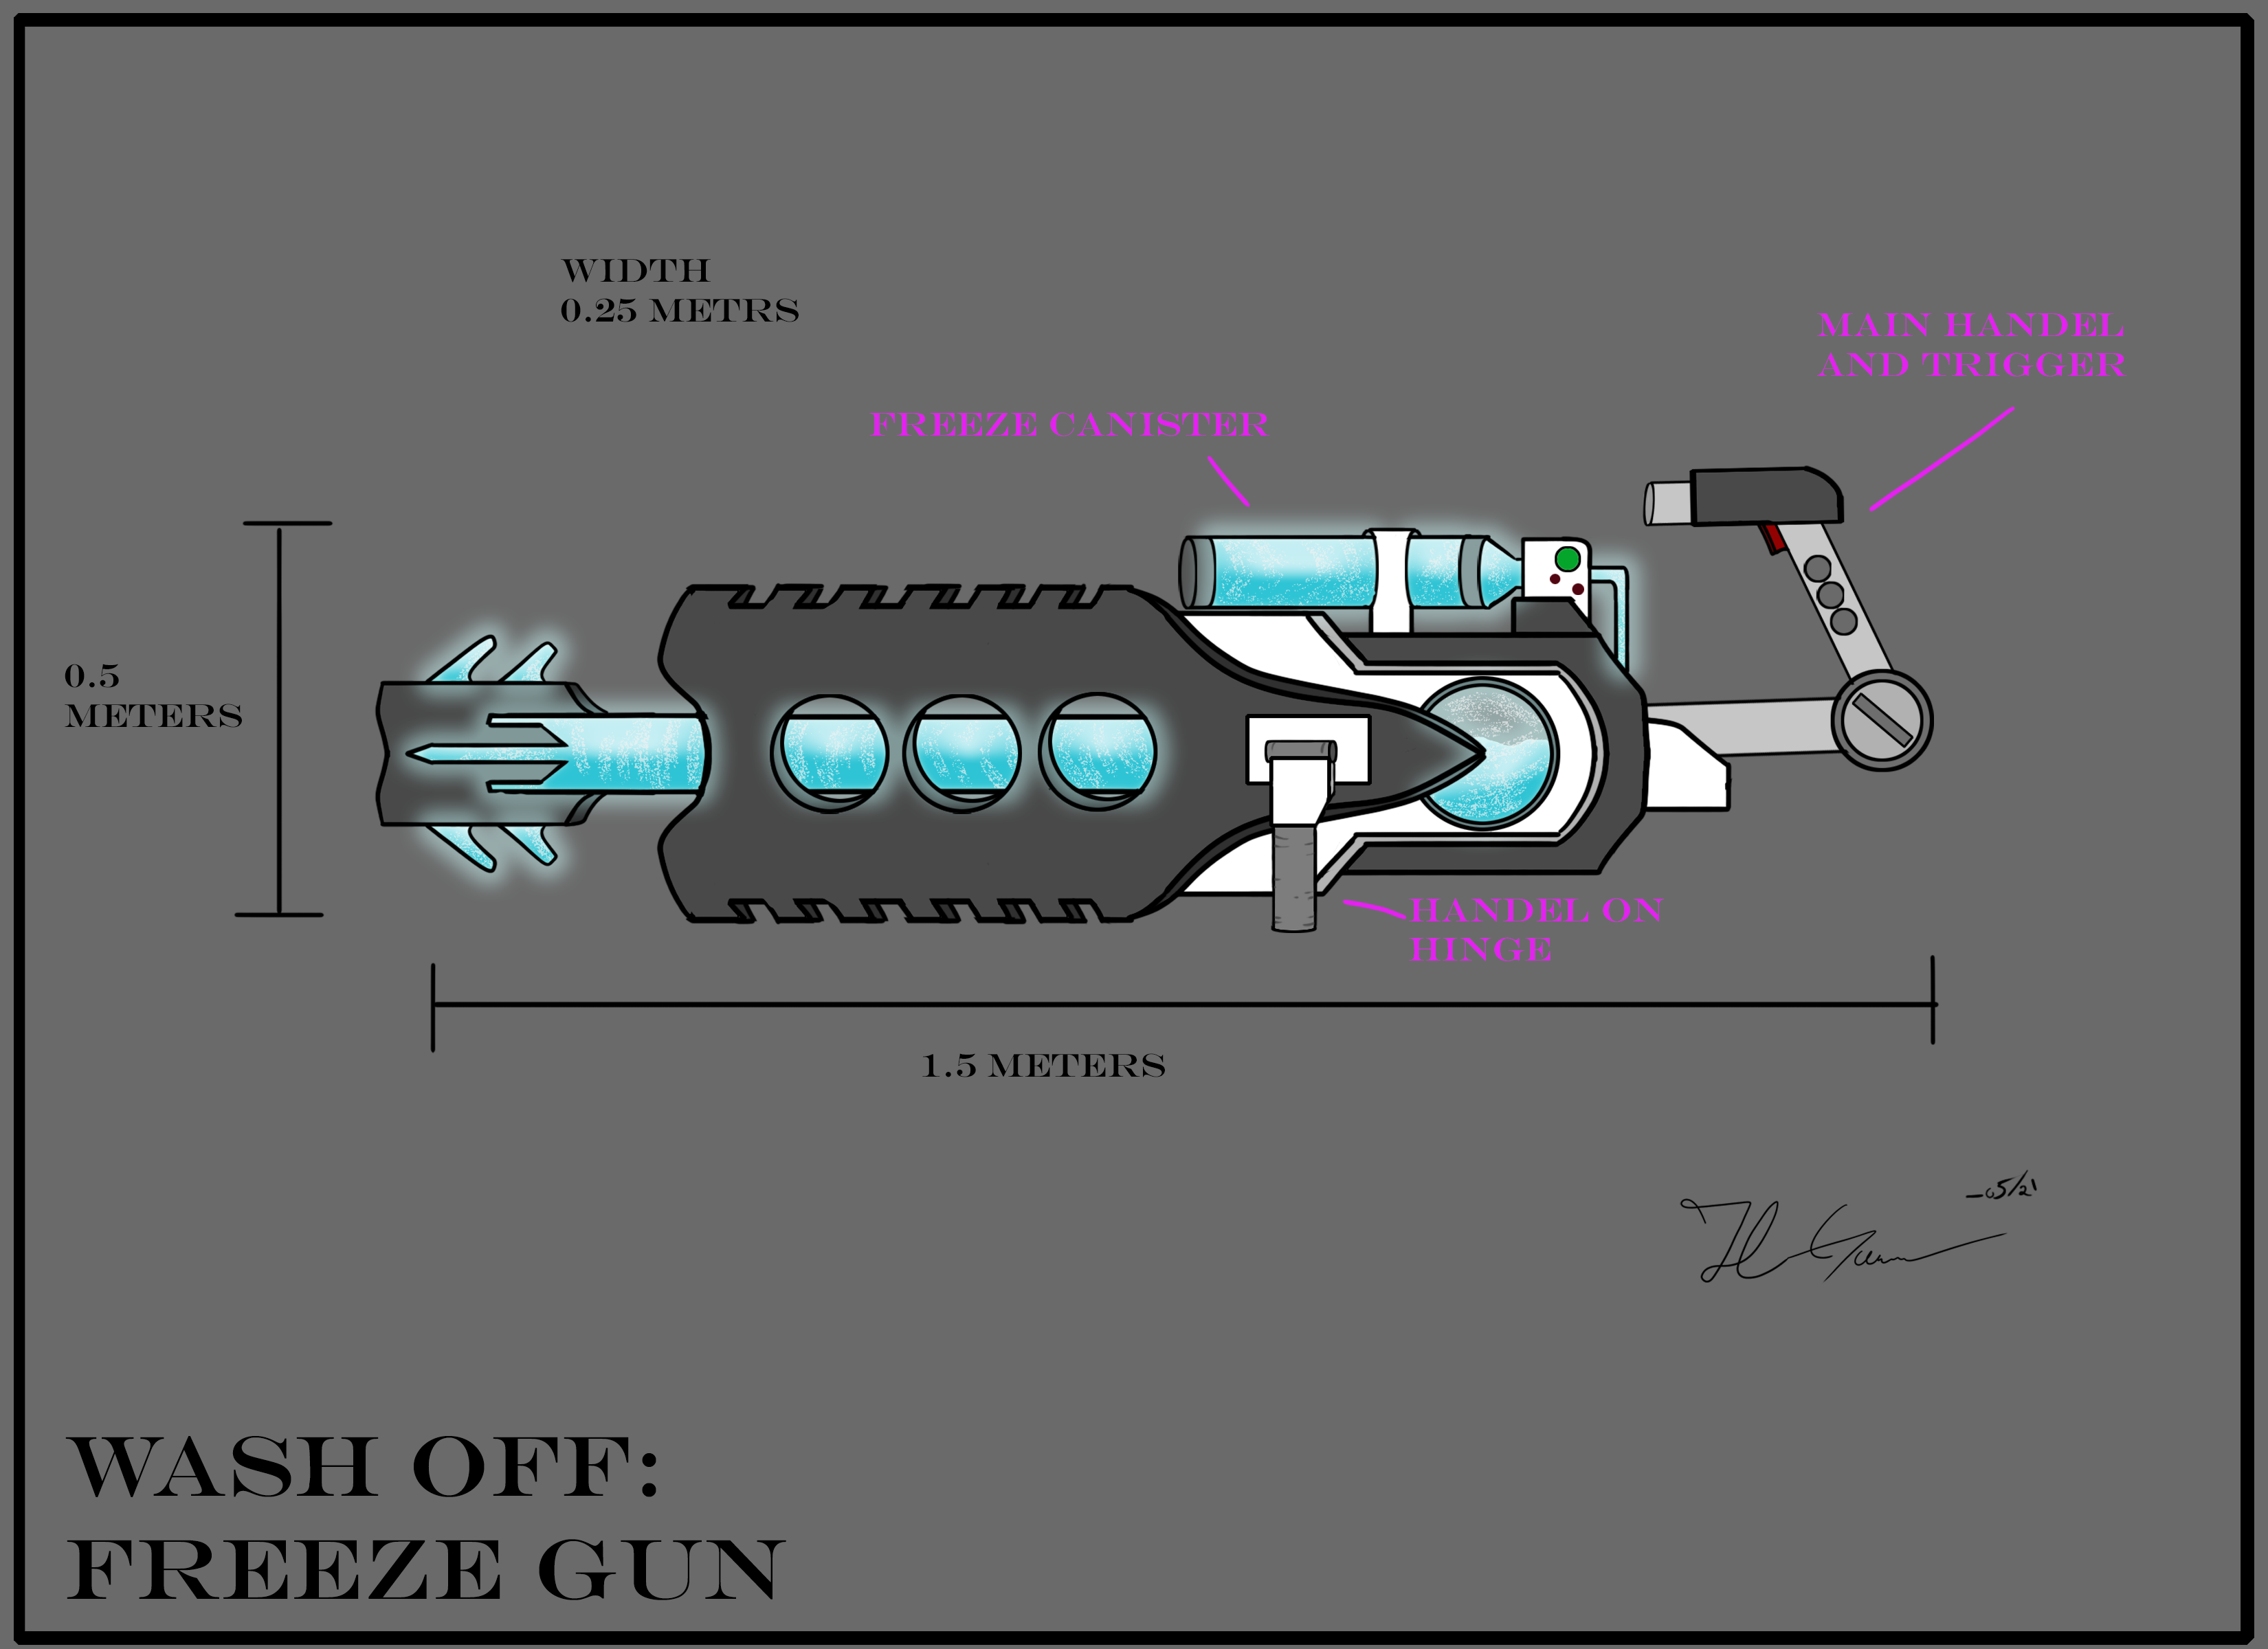 WIDTH
0.25 METRS
MAIN HANDEL
AND TRIGGER
FREEZE CANISTER
0.5
METERS
HANDEL ON
HINGE
1.5 METERS
-05/21
WASH OFF:
FREEZE GUN